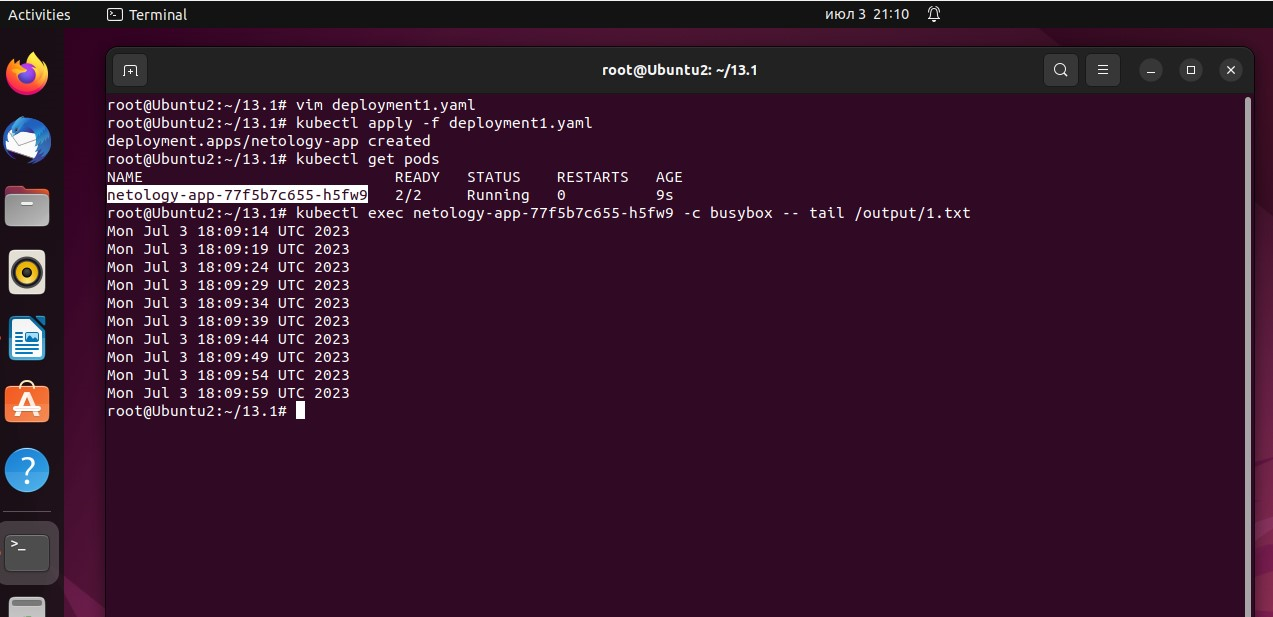 Activities Terminal июл 3 21:10
root@Ubuntu2: ~/13.1
root@Ubuntu2:~/13.1# vim deployment1.yaml
root@Ubuntu2:~/13.1# kubectl apply -f deployment1.yaml
deployment.apps/netology-app created
root@Ubuntu2:~/13.1# kubectl get pods
NAME READY STATUS RESTARTS AGE
netology-app-77f5b7c655-h5fw9 2/2 Running 0 9s
root@Ubuntu2:~/13.1# kubectl exec netology-app-77f5b7c655-h5fw9 -c busybox -- tail /output/1.txt
Mon Jul 3 18:09:14 UTC 2023
Mon Jul 3 18:09:19 UTC 2023
Mon Jul 3 18:09:24 UTC 2023
Mon Jul 3 18:09:29 UTC 2023
Mon Jul 3 18:09:34 UTC 2023
Mon Jul 3 18:09:39 UTC 2023
Mon Jul 3 18:09:44 UTC 2023
Mon Jul 3 18:09:49 UTC 2023
Mon Jul 3 18:09:54 UTC 2023
Mon Jul 3 18:09:59 UTC 2023
root@Ubuntu2:~/13.1#